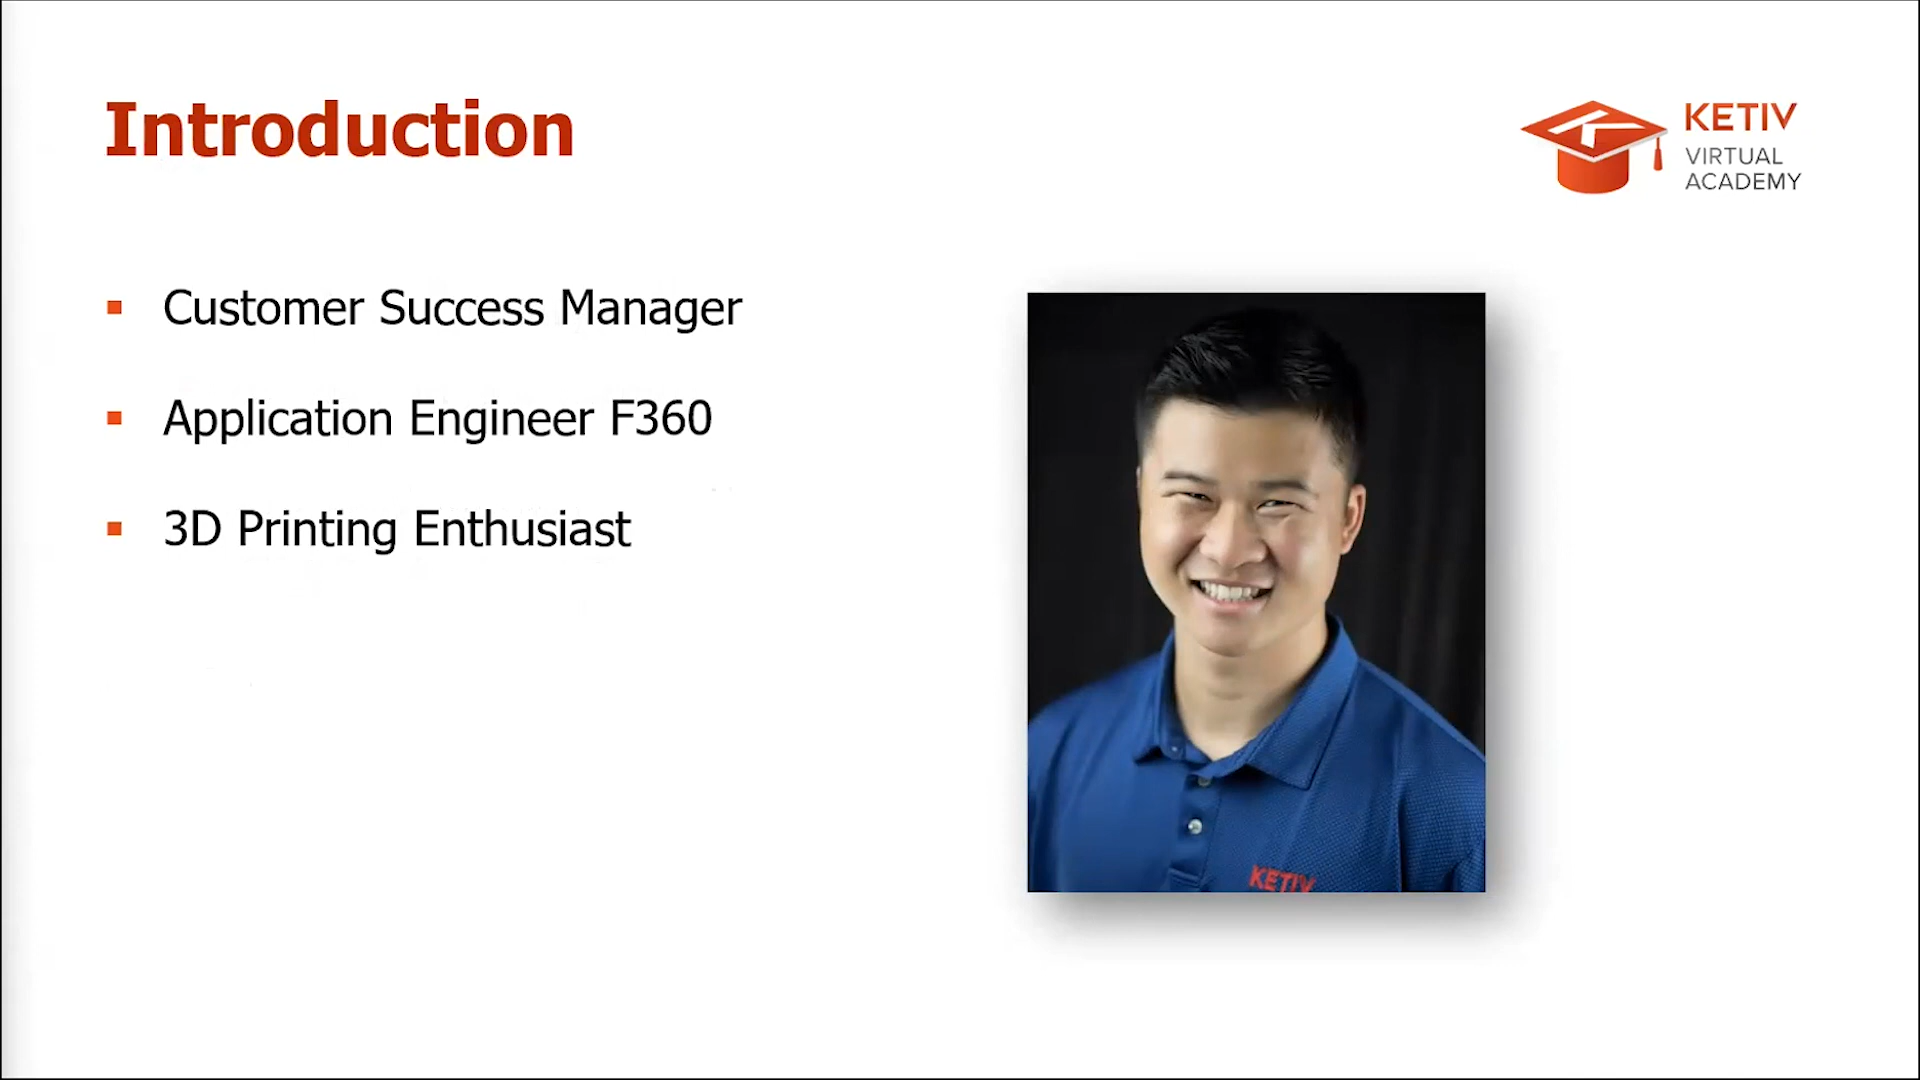 Introduction
KETIV
VIRTUAL
ACADEMY
Customer Success Manager
Application Engineer F360
3D Printing Enthusiast
KETIV